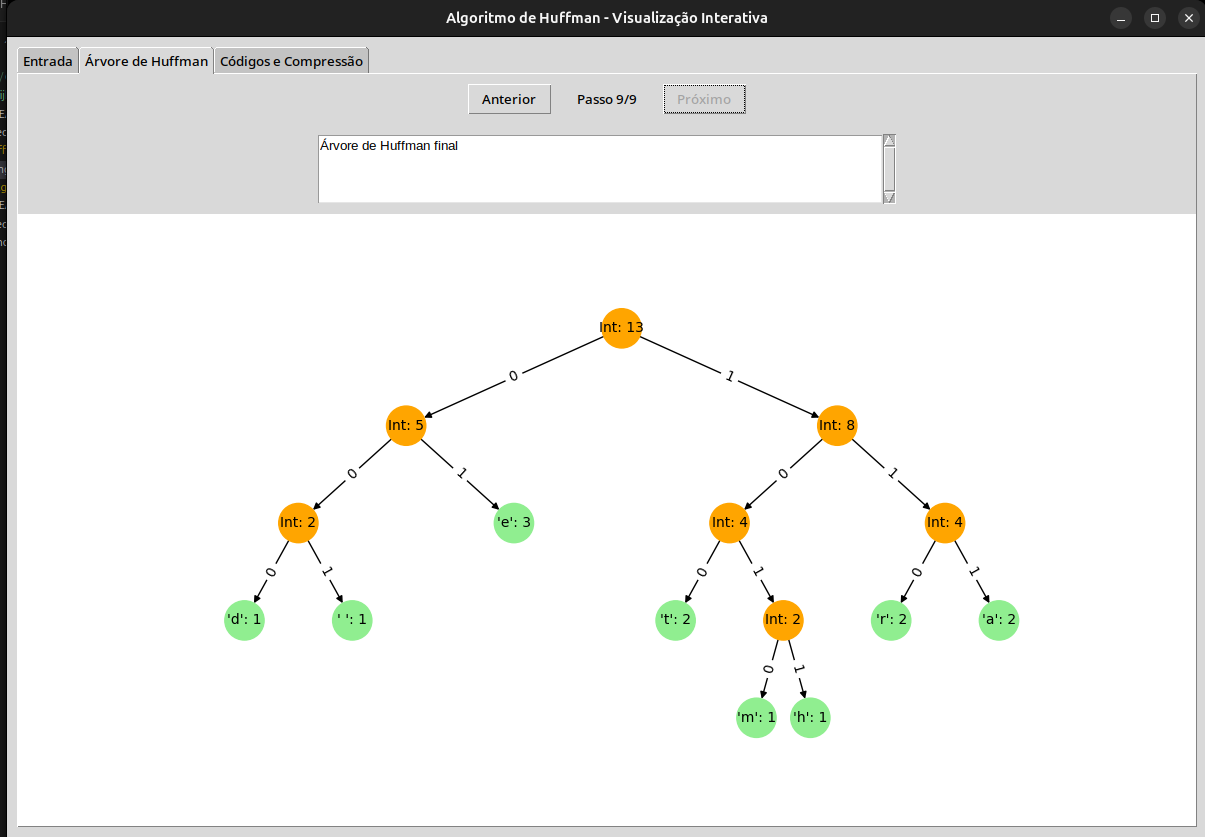 Algoritmo de Huffman - Visualização Interativa
Entrada Árvore de Huffman Códigos e Compressão
Anterior Passo 9/9 Próximo
Árvore de Huffman final
Int: 13
0 1
Int: 5 Int: 8
0 1 0 1
Int: 2 'e': 3 Int: 4 Int: 4
0 1 0 1 0 1
'd': 1 ' ': 1 't': 2 Int: 2 'r': 2 'a': 2
0 1
'm': 1 'h': 1